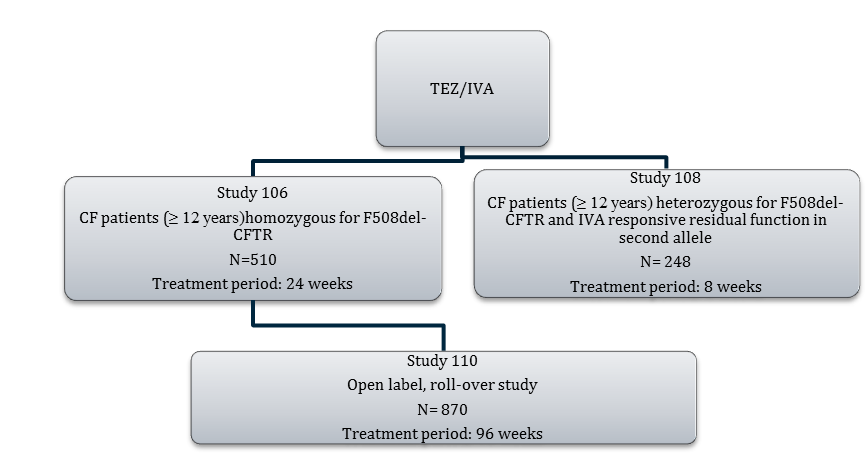 TEZ/IVA
Study 106
CF patients (≥ 12 years)homozygous for F508del-
CFTR
N=510
Treatment period: 24 weeks
Study 108
CF patients (≥ 12 years) heterozygous for F508del-
CFTR and IVA responsive residual function in
second allele
N= 248
Treatment period: 8 weeks
Study 110
Open label, roll-over study
N= 870
Treatment period: 96 weeks